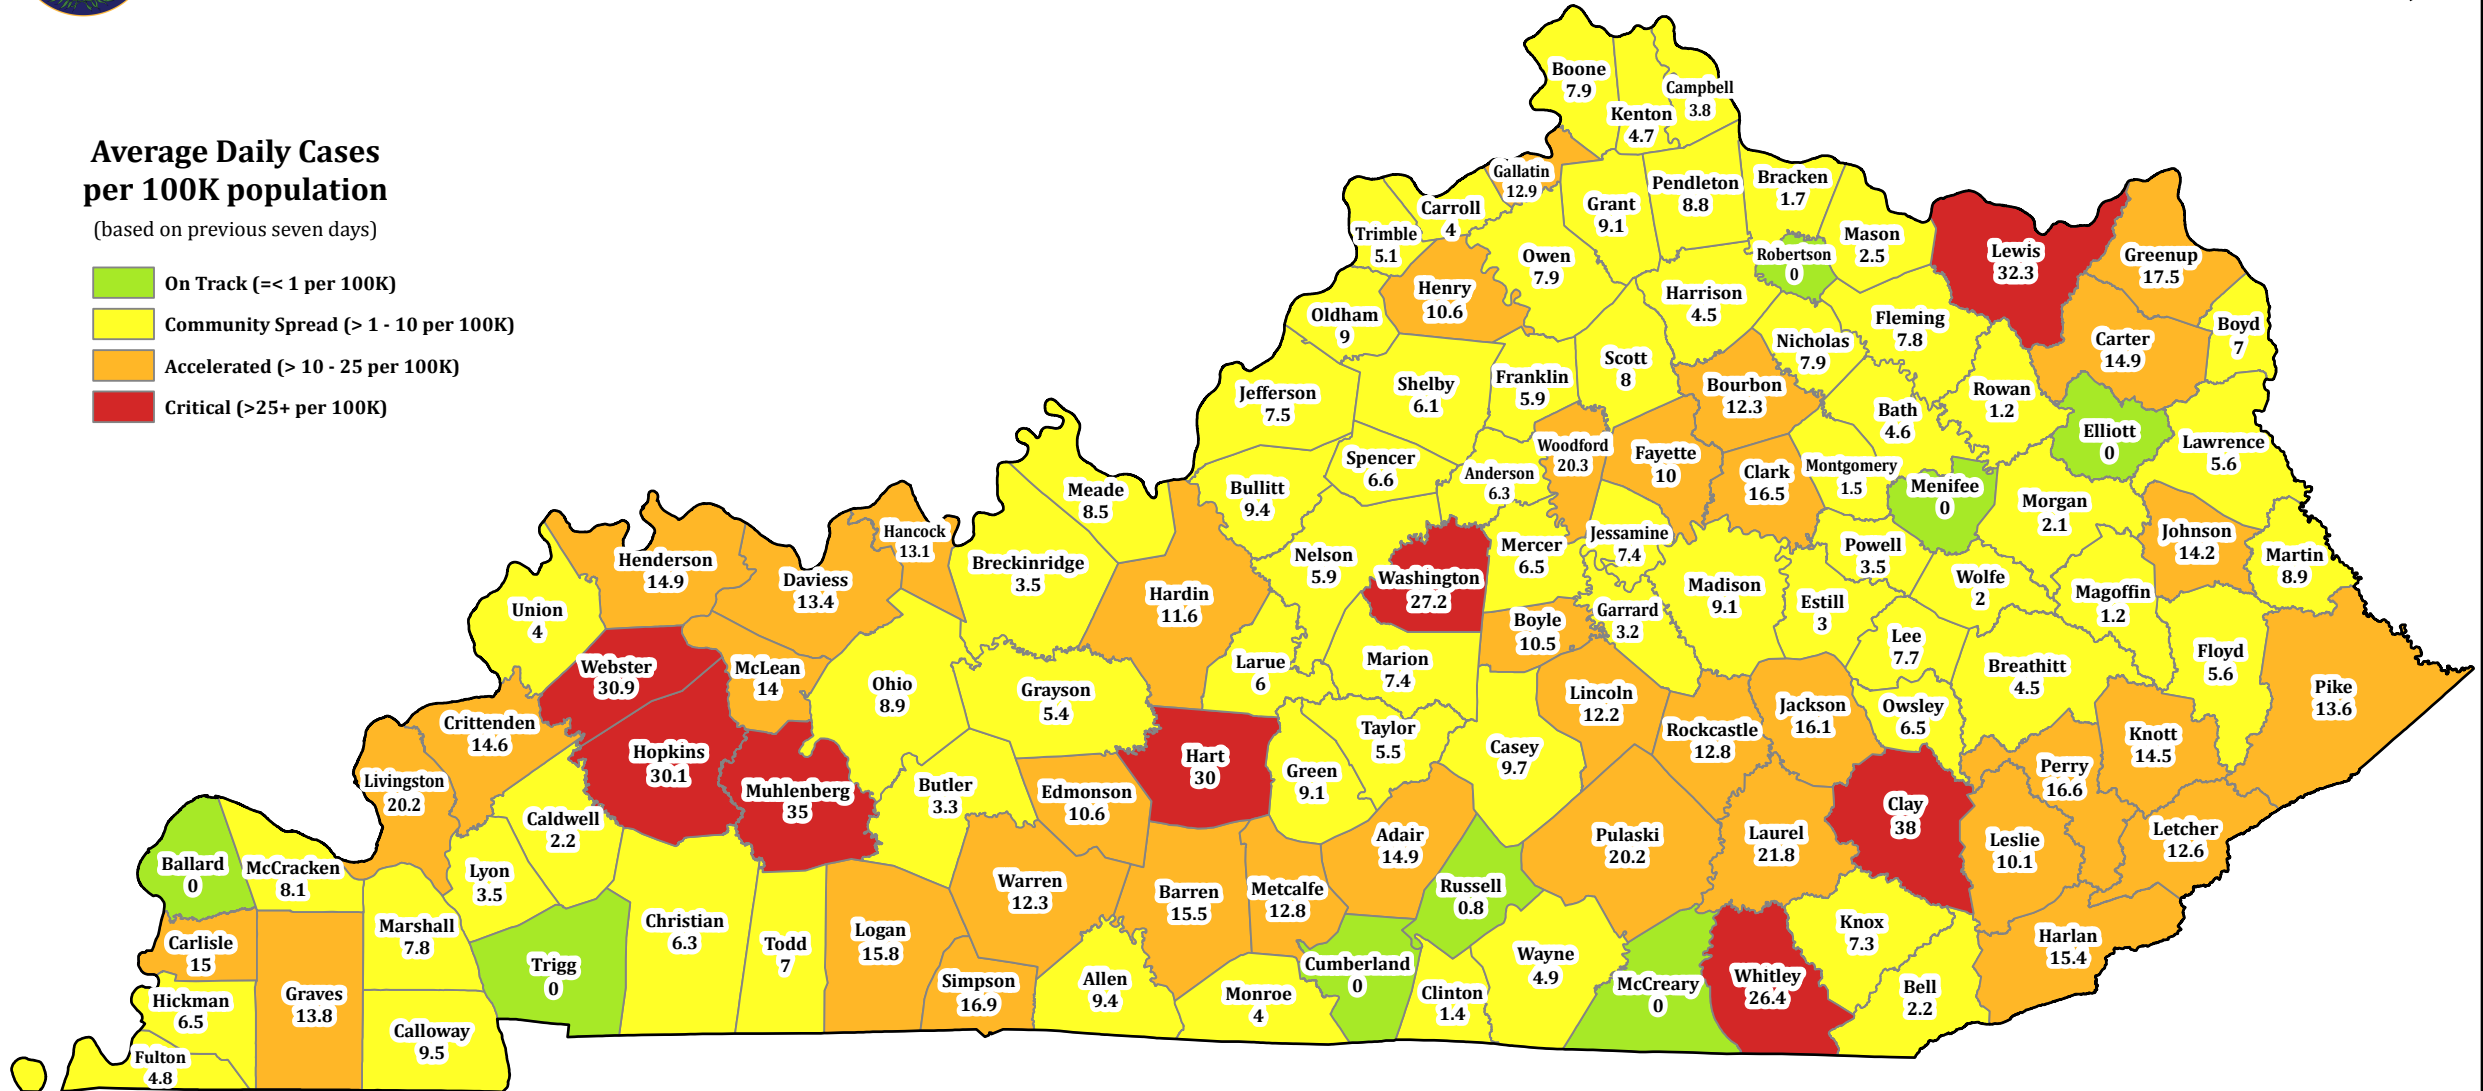 Average Daily Cases
per 100K population
(based on previous seven days)
On Track (=< 1 per 100K)
Community Spread (> 1 - 10 per 100K)
Accelerated (> 10 - 25 per 100K)
Critical (>25+ per 100K)
Boone
7.9
Kenton
4.7
Campbell
3.8
Gallatin
12.9
Carroll
4
Trimble
5.1
Grant
9.1
Pendleton
8.8
Bracken
1.7
Mason
2.5
Robertson
0
Lewis
32.3
Greenup
17.5
Owen
7.9
Henry
10.6
Oldham
9
Harrison
4.5
Fleming
7.8
Nicholas
7.9
Carter
14.9
Boyd
7
Jefferson
7.5
Shelby
6.1
Franklin
5.9
Scott
8
Bourbon
12.3
Bath
4.6
Rowan
1.2
Elliott
0
Lawrence
5.6
Spencer
6.6
Anderson
6.3
Woodford
20.3
Fayette
10
Clark
16.5
Montgomery
1.5
Menifee
0
Morgan
2.1
Johnson
14.2
Martin
8.9
Meade
8.5
Bullitt
9.4
Hancock
13.1
Breckinridge
3.5
Henderson
14.9
Daviess
13.4
Union
4
Hardin
11.6
Nelson
5.9
Washington
27.2
Mercer
6.5
Jessamine
7.4
Garrard
3.2
Madison
9.1
Powell
3.5
Estill
3
Wolfe
2
Magoffin
1.2
Lee
7.7
Breathitt
4.5
Floyd
5.6
Pike
13.6
Webster
30.9
McLean
14
Ohio
8.9
Grayson
5.4
Larue
6
Marion
7.4
Boyle
10.5
Lincoln
12.2
Rockcastle
12.8
Jackson
16.1
Owsley
6.5
Perry
16.6
Knott
14.5
Crittenden
14.6
Livingston
20.2
Hopkins
30.1
Muhlenberg
35
Butler
3.3
Edmonson
10.6
Hart
30
Green
9.1
Taylor
5.5
Casey
9.7
Adair
14.9
Pulaski
20.2
Laurel
21.8
Clay
38
Leslie
10.1
Letcher
12.6
Caldwell
2.2
Lyon
3.5
Ballard
0
McCracken
8.1
Carlisle
15
Marshall
7.8
Trigg
0
Christian
6.3
Todd
7
Logan
15.8
Warren
12.3
Simpson
16.9
Barren
15.5
Metcalfe
12.8
Allen
9.4
Monroe
4
Cumberland
0
Russell
0.8
Clinton
1.4
Wayne
4.9
McCreary
0
Whitley
26.4
Knox
7.3
Bell
2.2
Harlan
15.4
Hickman
6.5
Graves
13.8
Calloway
9.5
Fulton
4.8